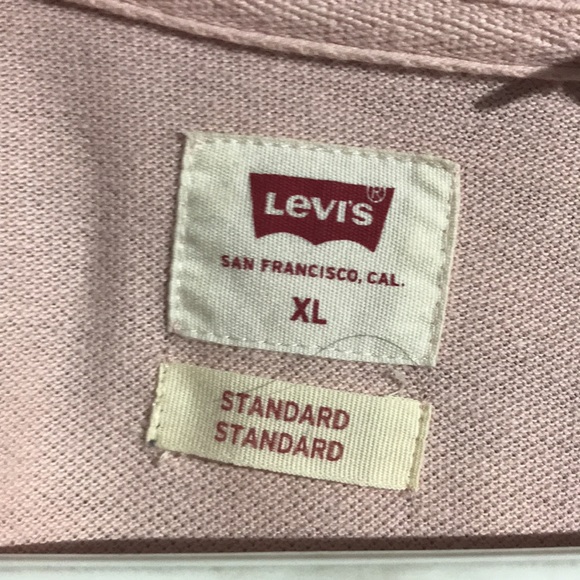 Levi's®
SAN FRANCISCO, CAL.
XL
STANDARD
STANDARD